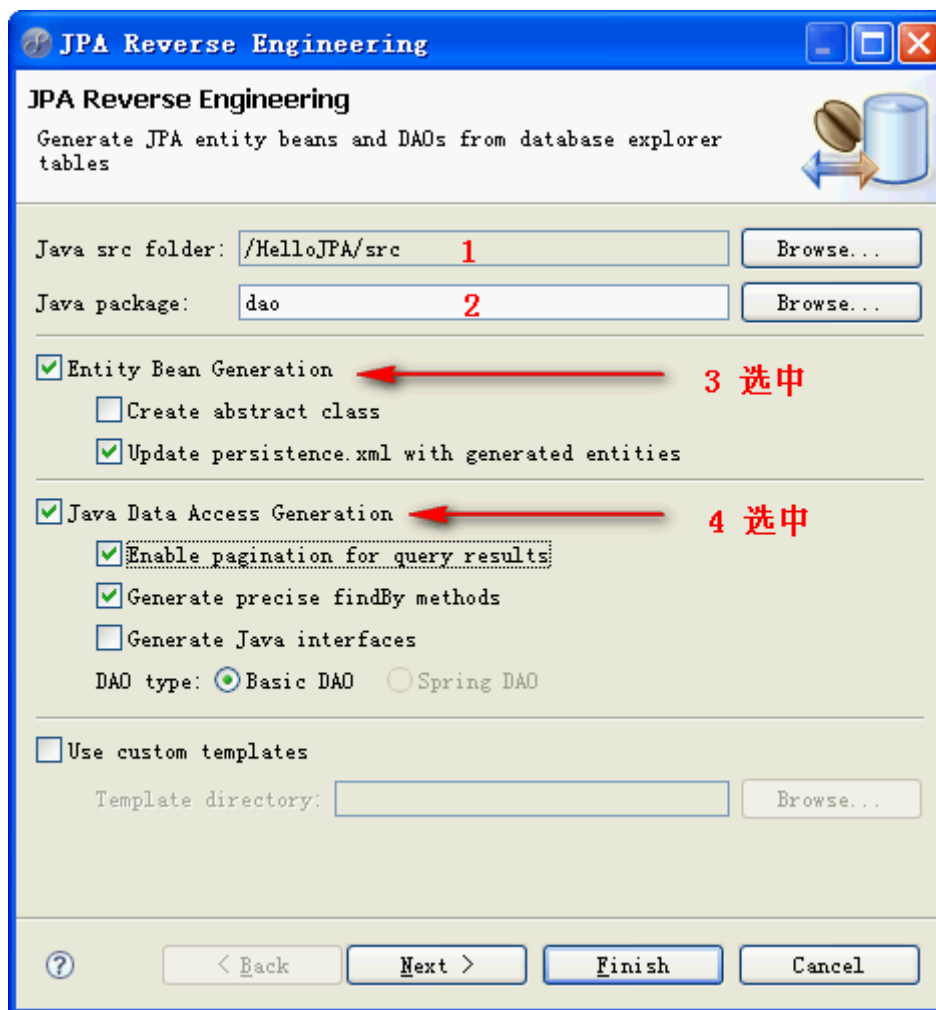 JPA Reverse Engineering
JPA Reverse Engineering
Generate JPA entity beans and DAOs from database explorer
tables
Java src folder: /HelloJPA/src 1 Browse...
Java package: dao 2 Browse...
Entity Bean Generation
3 选中
Create abstract class
Update persistence.xml with generated entities
Java Data Access Generation
4 选中
Enable pagination for query results
Generate precise findBy methods
Generate Java interfaces
DAO type: Basic DAO Spring DAO
Use custom templates
Template directory: Browse...
? < Back Next > Finish Cancel